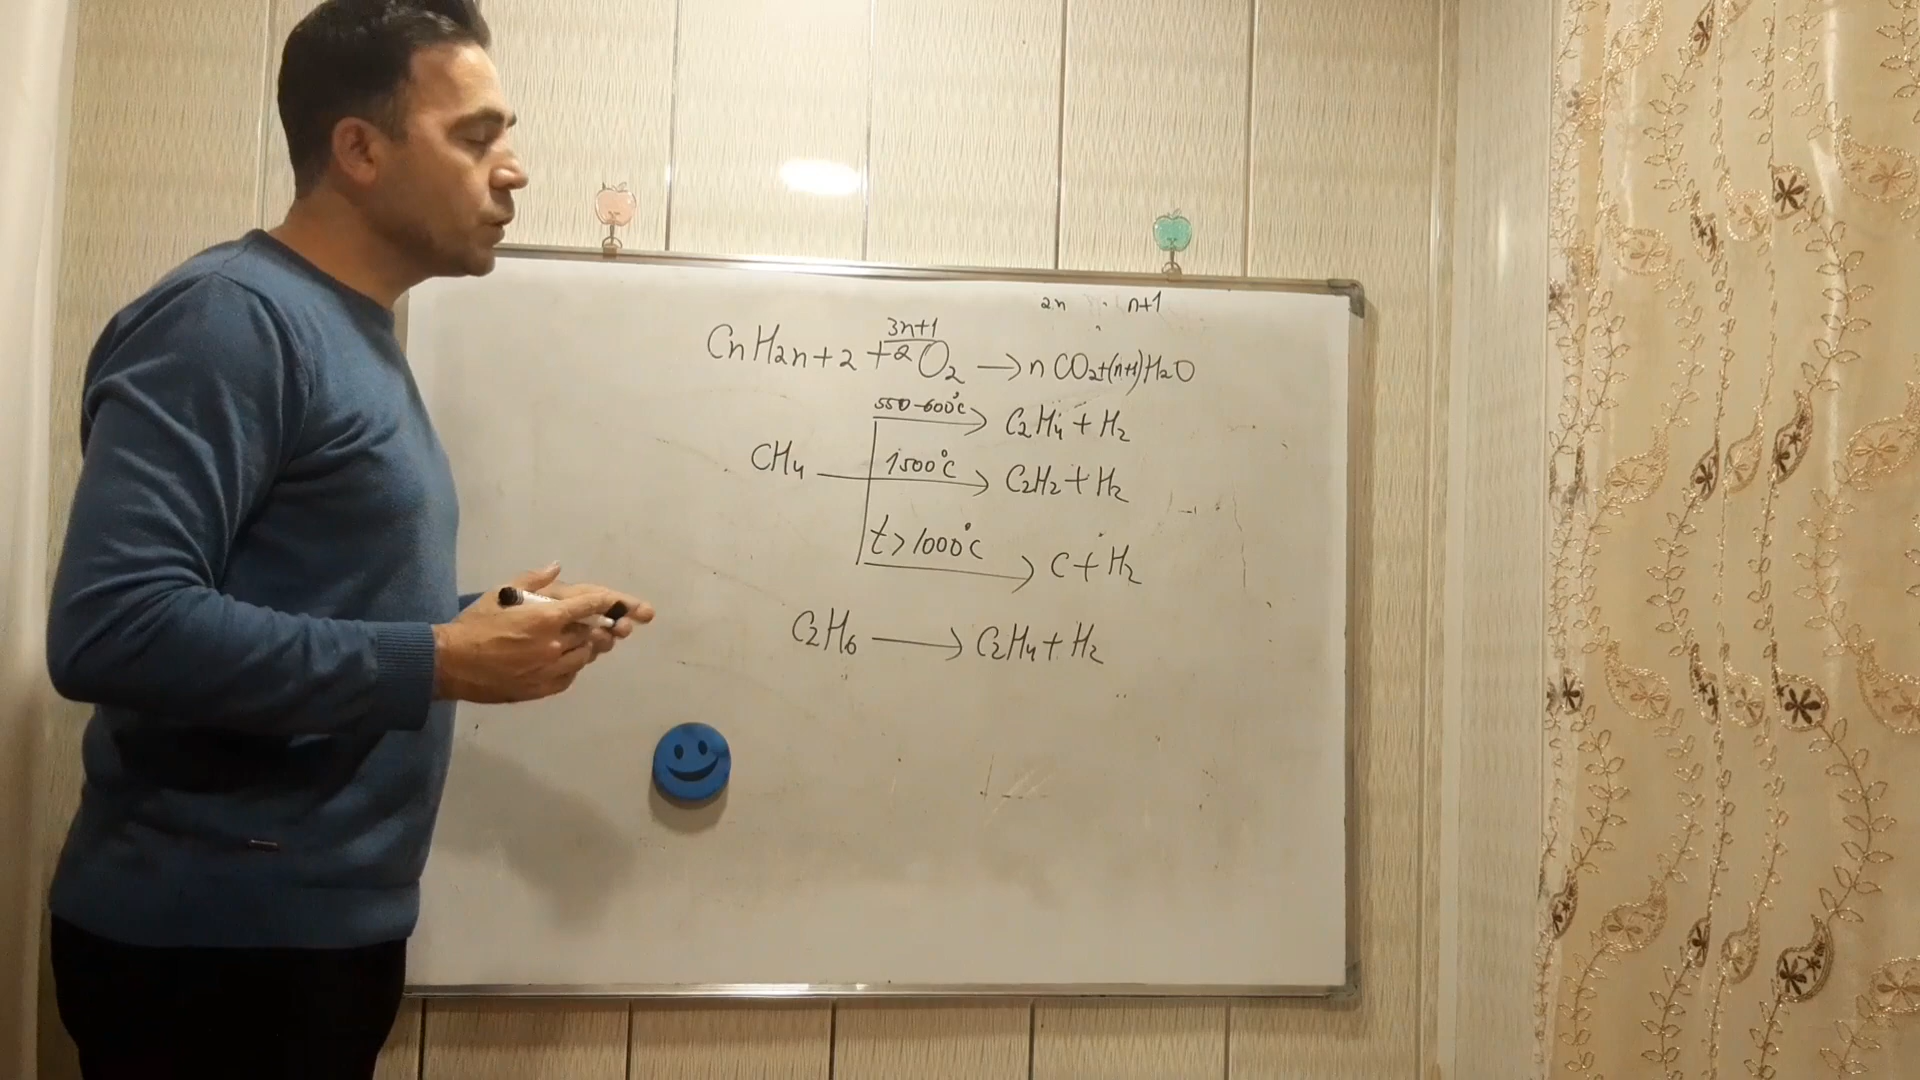 2n n+1
CnH2n+2 + 3n+1/2 O2 → nCO2+(n+1)H2O
550-600°C → C2H4 + H2
CH4 1500°C → C2H2 + H2
t>1000°C → C + H2
C2H6 → C2H4 + H2